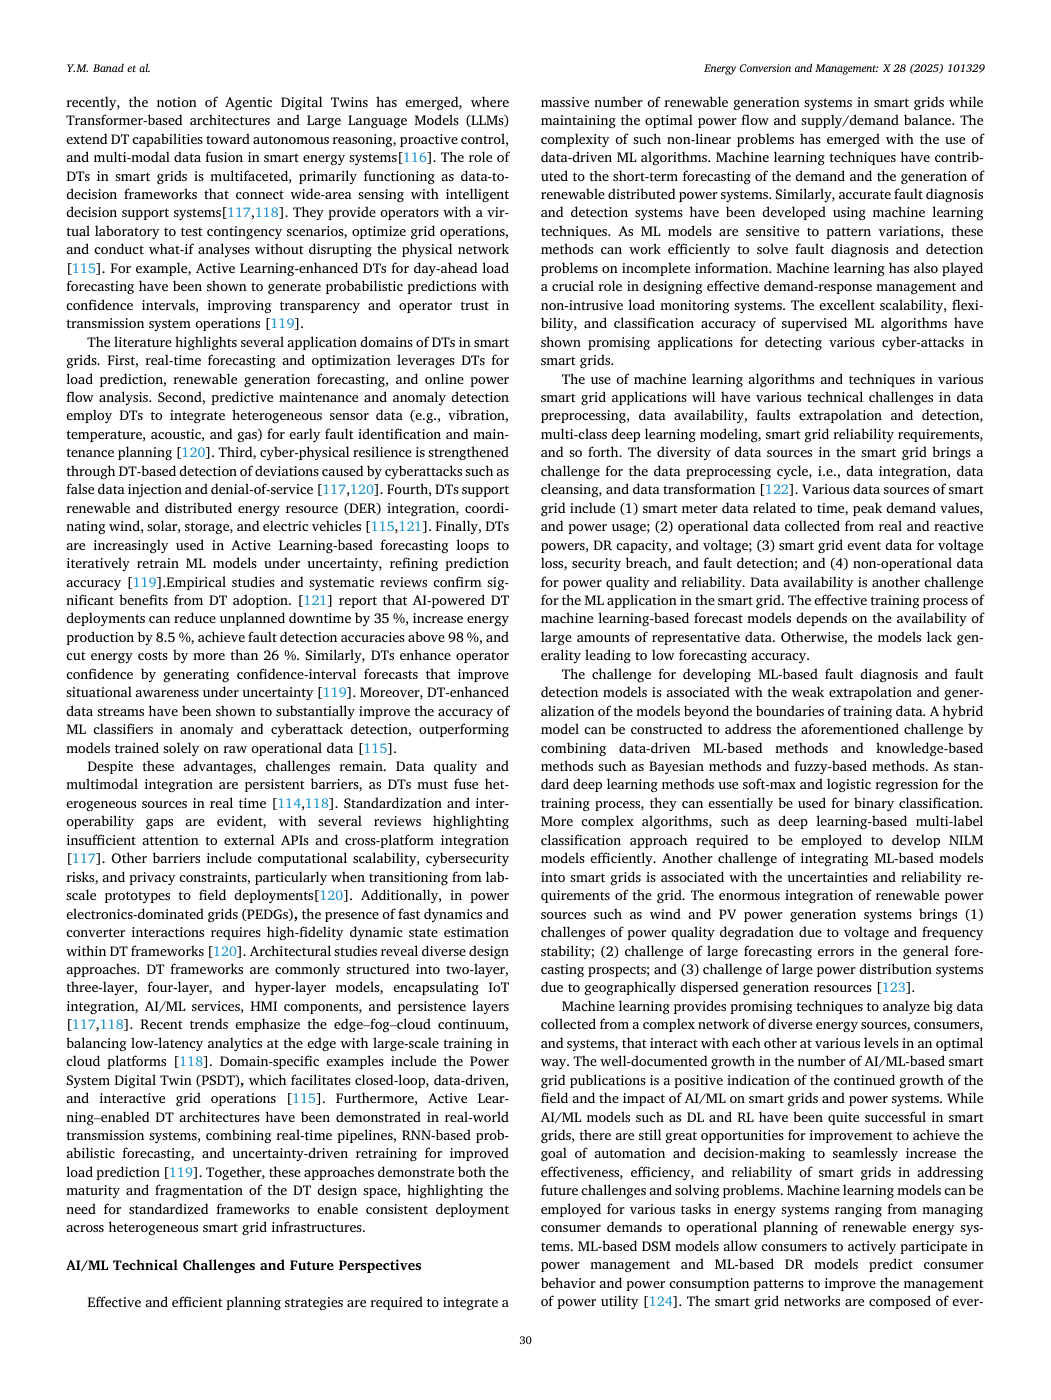 Y.M. Banad et al.
Energy Conversion and Management: X 28 (2025) 101329
recently, the notion of Agentic Digital Twins has emerged, where
Transformer-based architectures and Large Language Models (LLMs)
extend DT capabilities toward autonomous reasoning, proactive control,
and multi-modal data fusion in smart energy systems[116]. The role of
DTs in smart grids is multifaceted, primarily functioning as data-to-
decision frameworks that connect wide-area sensing with intelligent
decision support systems[117,118]. They provide operators with a vir-
tual laboratory to test contingency scenarios, optimize grid operations,
and conduct what-if analyses without disrupting the physical network
[115]. For example, Active Learning-enhanced DTs for day-ahead load
forecasting have been shown to generate probabilistic predictions with
confidence intervals, improving transparency and operator trust in
transmission system operations [119].
The literature highlights several application domains of DTs in smart
grids. First, real-time forecasting and optimization leverages DTs for
load prediction, renewable generation forecasting, and online power
flow analysis. Second, predictive maintenance and anomaly detection
employ DTs to integrate heterogeneous sensor data (e.g., vibration,
temperature, acoustic, and gas) for early fault identification and main-
tenance planning [120]. Third, cyber-physical resilience is strengthened
through DT-based detection of deviations caused by cyberattacks such as
false data injection and denial-of-service [117,120]. Fourth, DTs support
renewable and distributed energy resource (DER) integration, coordi-
nating wind, solar, storage, and electric vehicles [115,121]. Finally, DTs
are increasingly used in Active Learning-based forecasting loops to
iteratively retrain ML models under uncertainty, refining prediction
accuracy [119].Empirical studies and systematic reviews confirm sig-
nificant benefits from DT adoption. [121] report that AI-powered DT
deployments can reduce unplanned downtime by 35 %, increase energy
production by 8.5 %, achieve fault detection accuracies above 98 %, and
cut energy costs by more than 26 %. Similarly, DTs enhance operator
confidence by generating confidence-interval forecasts that improve
situational awareness under uncertainty [119]. Moreover, DT-enhanced
data streams have been shown to substantially improve the accuracy of
ML classifiers in anomaly and cyberattack detection, outperforming
models trained solely on raw operational data [115].
Despite these advantages, challenges remain. Data quality and
multimodal integration are persistent barriers, as DTs must fuse het-
erogeneous sources in real time [114,118]. Standardization and inter-
operability gaps are evident, with several reviews highlighting
insufficient attention to external APIs and cross-platform integration
[117]. Other barriers include computational scalability, cybersecurity
risks, and privacy constraints, particularly when transitioning from lab-
scale prototypes to field deployments[120]. Additionally, in power
electronics-dominated grids (PEDGs), the presence of fast dynamics and
converter interactions requires high-fidelity dynamic state estimation
within DT frameworks [120]. Architectural studies reveal diverse design
approaches. DT frameworks are commonly structured into two-layer,
three-layer, four-layer, and hyper-layer models, encapsulating IoT
integration, AI/ML services, HMI components, and persistence layers
[117,118]. Recent trends emphasize the edge–fog–cloud continuum,
balancing low-latency analytics at the edge with large-scale training in
cloud platforms [118]. Domain-specific examples include the Power
System Digital Twin (PSDT), which facilitates closed-loop, data-driven,
and interactive grid operations [115]. Furthermore, Active Lear-
ning–enabled DT architectures have been demonstrated in real-world
transmission systems, combining real-time pipelines, RNN-based prob-
abilistic forecasting, and uncertainty-driven retraining for improved
load prediction [119]. Together, these approaches demonstrate both the
maturity and fragmentation of the DT design space, highlighting the
need for standardized frameworks to enable consistent deployment
across heterogeneous smart grid infrastructures.
AI/ML Technical Challenges and Future Perspectives
Effective and efficient planning strategies are required to integrate a
massive number of renewable generation systems in smart grids while
maintaining the optimal power flow and supply/demand balance. The
complexity of such non-linear problems has emerged with the use of
data-driven ML algorithms. Machine learning techniques have contrib-
uted to the short-term forecasting of the demand and the generation of
renewable distributed power systems. Similarly, accurate fault diagnosis
and detection systems have been developed using machine learning
techniques. As ML models are sensitive to pattern variations, these
methods can work efficiently to solve fault diagnosis and detection
problems on incomplete information. Machine learning has also played
a crucial role in designing effective demand-response management and
non-intrusive load monitoring systems. The excellent scalability, flexi-
bility, and classification accuracy of supervised ML algorithms have
shown promising applications for detecting various cyber-attacks in
smart grids.
The use of machine learning algorithms and techniques in various
smart grid applications will have various technical challenges in data
preprocessing, data availability, faults extrapolation and detection,
multi-class deep learning modeling, smart grid reliability requirements,
and so forth. The diversity of data sources in the smart grid brings a
challenge for the data preprocessing cycle, i.e., data integration, data
cleansing, and data transformation [122]. Various data sources of smart
grid include (1) smart meter data related to time, peak demand values,
and power usage; (2) operational data collected from real and reactive
powers, DR capacity, and voltage; (3) smart grid event data for voltage
loss, security breach, and fault detection; and (4) non-operational data
for power quality and reliability. Data availability is another challenge
for the ML application in the smart grid. The effective training process of
machine learning-based forecast models depends on the availability of
large amounts of representative data. Otherwise, the models lack gen-
erality leading to low forecasting accuracy.
The challenge for developing ML-based fault diagnosis and fault
detection models is associated with the weak extrapolation and gener-
alization of the models beyond the boundaries of training data. A hybrid
model can be constructed to address the aforementioned challenge by
combining data-driven ML-based methods and knowledge-based
methods such as Bayesian methods and fuzzy-based methods. As stan-
dard deep learning methods use soft-max and logistic regression for the
training process, they can essentially be used for binary classification.
More complex algorithms, such as deep learning-based multi-label
classification approach required to be employed to develop NILM
models efficiently. Another challenge of integrating ML-based models
into smart grids is associated with the uncertainties and reliability re-
quirements of the grid. The enormous integration of renewable power
sources such as wind and PV power generation systems brings (1)
challenges of power quality degradation due to voltage and frequency
stability; (2) challenge of large forecasting errors in the general fore-
casting prospects; and (3) challenge of large power distribution systems
due to geographically dispersed generation resources [123].
Machine learning provides promising techniques to analyze big data
collected from a complex network of diverse energy sources, consumers,
and systems, that interact with each other at various levels in an optimal
way. The well-documented growth in the number of AI/ML-based smart
grid publications is a positive indication of the continued growth of the
field and the impact of AI/ML on smart grids and power systems. While
AI/ML models such as DL and RL have been quite successful in smart
grids, there are still great opportunities for improvement to achieve the
goal of automation and decision-making to seamlessly increase the
effectiveness, efficiency, and reliability of smart grids in addressing
future challenges and solving problems. Machine learning models can be
employed for various tasks in energy systems ranging from managing
consumer demands to operational planning of renewable energy sys-
tems. ML-based DSM models allow consumers to actively participate in
power management and ML-based DR models predict consumer
behavior and power consumption patterns to improve the management
of power utility [124]. The smart grid networks are composed of ever-
30